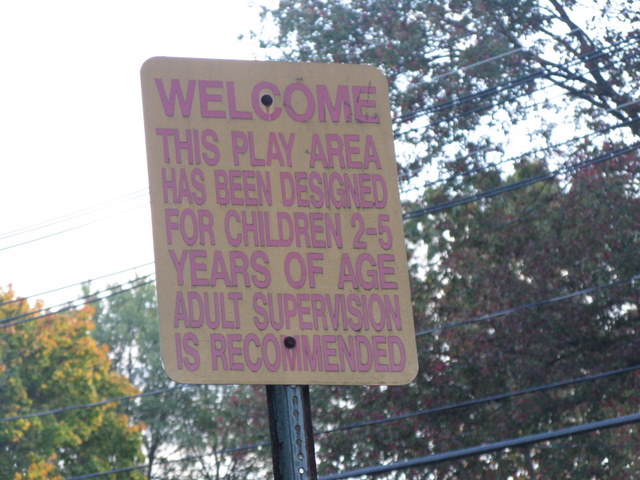 WELCOME
THIS PLAY AREA
HAS BEEN DESIGNED
FOR CHILDREN 2-5
YEARS OF AGE
ADULT SUPERVISION
IS RECOMMENDED